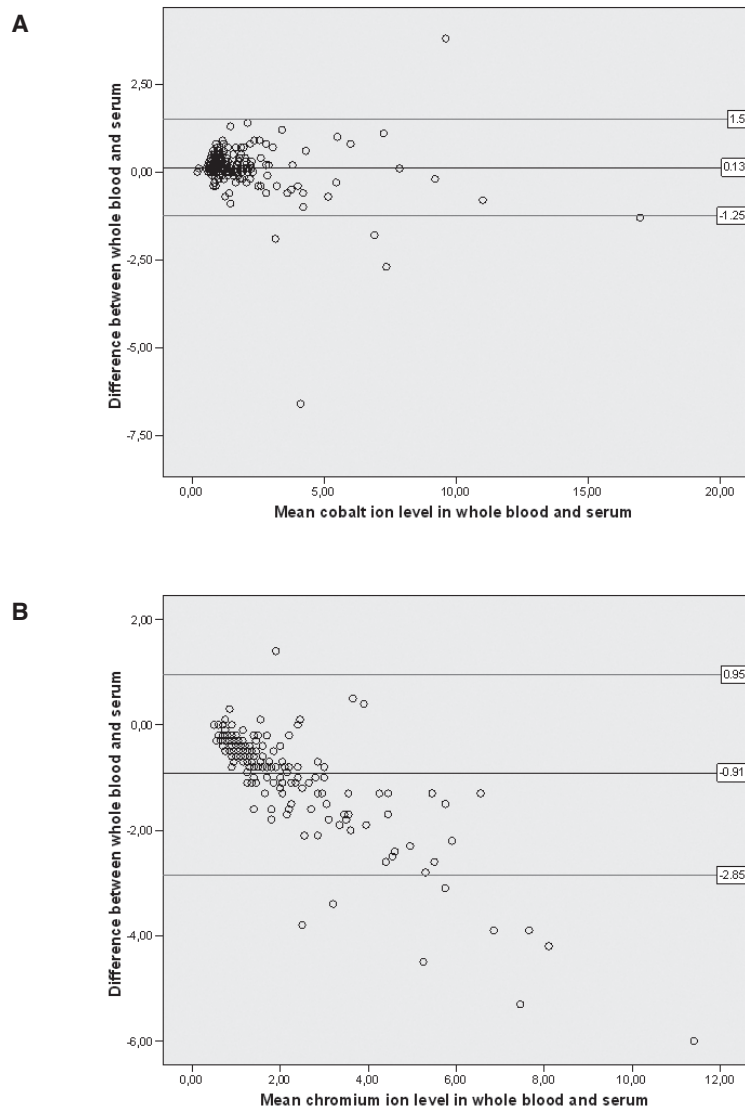 A
Difference between whole blood and serum
2,50
0,00
-2,50
-5,00
-7,50
1.5
0.13
-1.25
0,00 5,00 10,00 15,00 20,00
Mean cobalt ion level in whole blood and serum
B
Difference between whole blood and serum
2,00
0,00
-2,00
-4,00
-6,00
0.95
-0.91
-2.85
0,00 2,00 4,00 6,00 8,00 10,00 12,00
Mean chromium ion level in whole blood and serum